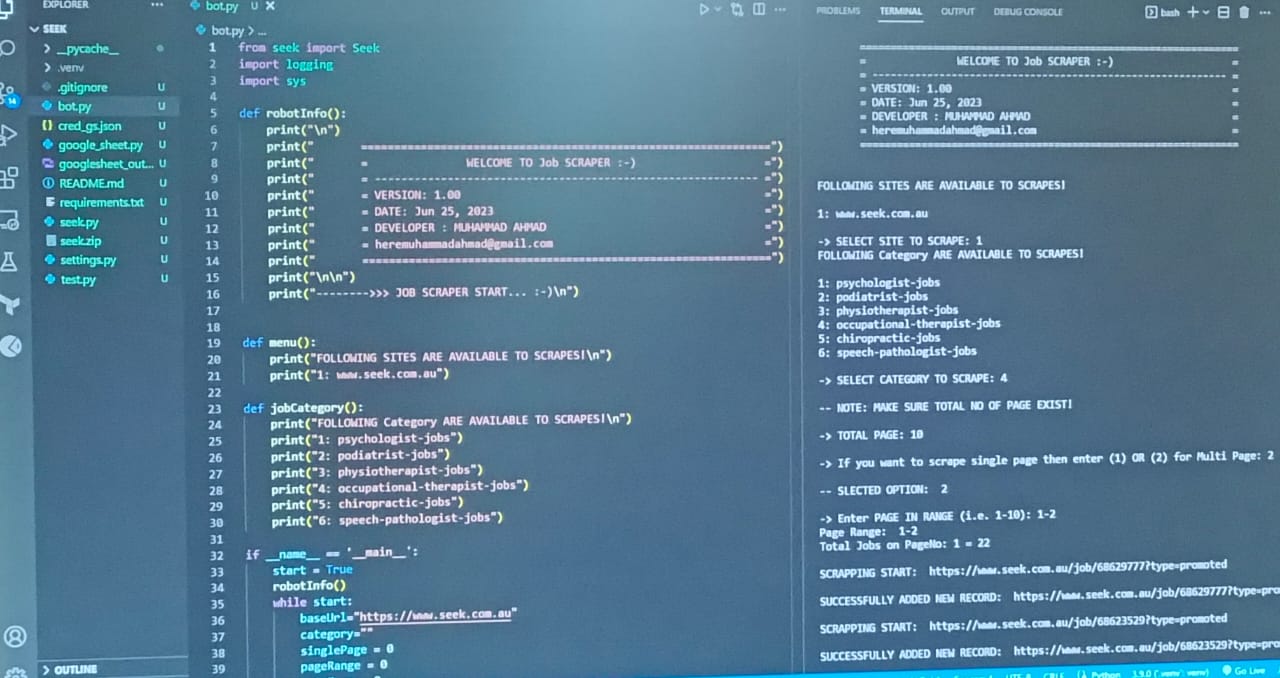 EXPLORER
SEEK
__pycache__
.venv
.gitignore U
bot.py U
cred_gs.json U
google_sheet.py U
googlesheet_out... U
README.md U
requirements.txt U
seek.py U
seek.zip U
settings.py U
test.py U
OUTLINE
14
bot.py U
bot.py > ...
1 from seek import Seek
2 import logging
3 import sys
4
5 def robotInfo():
6 print("\n")
7 print(" =============================================================")
8 print(" = WELCOME TO Job SCRAPER :-) =")
9 print(" = --------------------------------------------------------- =")
10 print(" = VERSION: 1.00 =")
11 print(" = DATE: Jun 25, 2023 =")
12 print(" = DEVELOPER : MUHAMMAD AHMAD =")
13 print(" = heremuhammadahmad@gmail.com =")
14 print(" =============================================================")
15 print("\n\n")
16 print("-------->>> JOB SCRAPER START... :-)\n")
17
18
19 def menu():
20 print("FOLLOWING SITES ARE AVAILABLE TO SCRAPES!\n")
21 print("1: www.seek.com.au")
22
23 def jobCategory():
24 print("FOLLOWING Category ARE AVAILABLE TO SCRAPES!\n")
25 print("1: psychologist-jobs")
26 print("2: podiatrist-jobs")
27 print("3: physiotherapist-jobs")
28 print("4: occupational-therapist-jobs")
29 print("5: chiropractic-jobs")
30 print("6: speech-pathologist-jobs")
31
32 if __name__ == '__main__':
33 start = True
34 robotInfo()
35 while start:
36 baseUrl="https://www.seek.com.au"
37 category=""
38 singlePage = 0
39 pageRange = 0
PROBLEMS TERMINAL OUTPUT DEBUG CONSOLE bash
=============================================================
= WELCOME TO Job SCRAPER :-) =
= --------------------------------------------------------- =
= VERSION: 1.00 =
= DATE: Jun 25, 2023 =
= DEVELOPER : MUHAMMAD AHMAD =
= heremuhammadahmad@gmail.com =
=============================================================
FOLLOWING SITES ARE AVAILABLE TO SCRAPES!
1: www.seek.com.au
-> SELECT SITE TO SCRAPE: 1
FOLLOWING Category ARE AVAILABLE TO SCRAPES!
1: psychologist-jobs
2: podiatrist-jobs
3: physiotherapist-jobs
4: occupational-therapist-jobs
5: chiropractic-jobs
6: speech-pathologist-jobs
-> SELECT CATEGORY TO SCRAPE: 4
-- NOTE: MAKE SURE TOTAL NO OF PAGE EXIST!
-> TOTAL PAGE: 10
-> If you want to scrape single page then enter (1) OR (2) for Multi Page: 2
-- SLECTED OPTION: 2
-> Enter PAGE IN RANGE (i.e. 1-10): 1-2
Page Range: 1-2
Total Jobs on PageNo: 1 = 22
SCRAPPING START: https://www.seek.com.au/job/68629777?type=promoted
SUCCESSFULLY ADDED NEW RECORD: https://www.seek.com.au/job/68629777?type=pro
SCRAPPING START: https://www.seek.com.au/job/68623529?type=promoted
SUCCESSFULLY ADDED NEW RECORD: https://www.seek.com.au/job/68623529?type=pro
UTF-8 CRLF Python 3.9.0 ('.venv': venv) Go Live